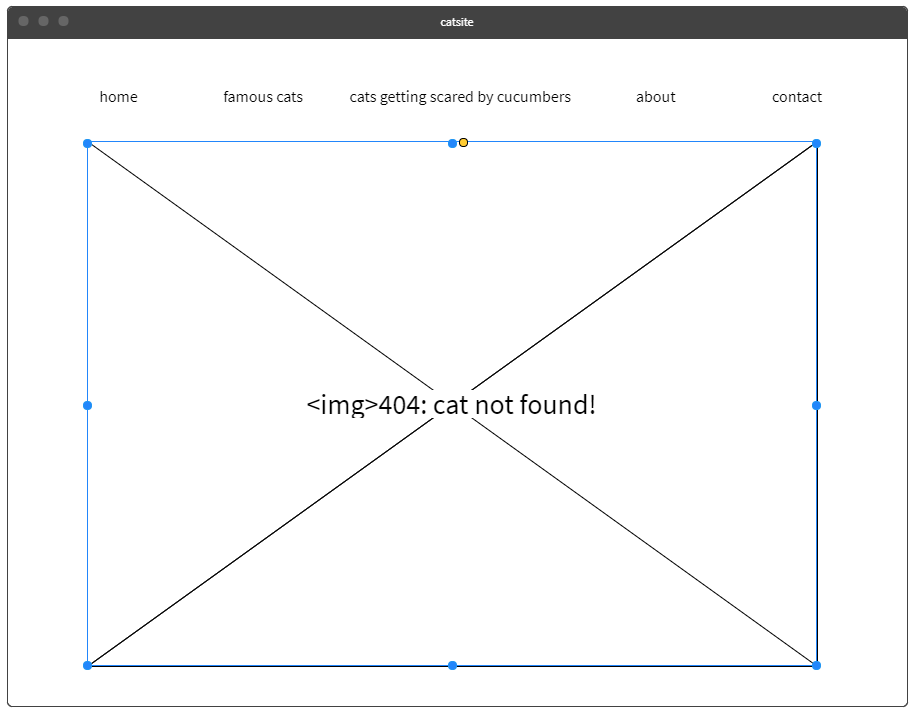 catsite
home famous cats cats getting scared by cucumbers about contact
<img>404: cat not found!